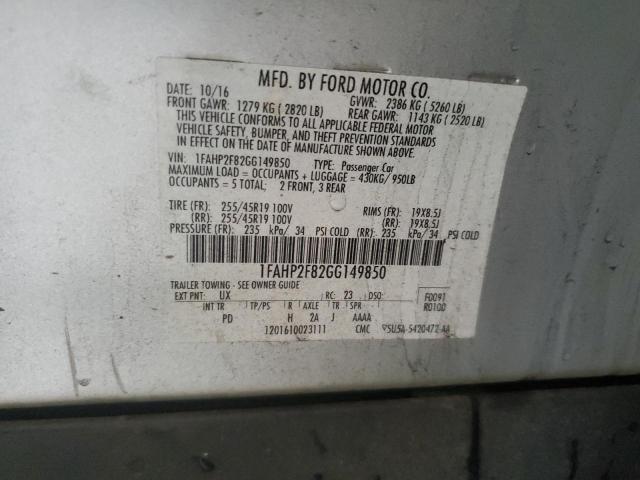 MFD. BY FORD MOTOR CO.
DATE: 10/16 GVWR: 2386 KG ( 5260 LB)
FRONT GAWR: 1279 KG ( 2820 LB) REAR GAWR: 1143 KG ( 2520 LB)
THIS VEHICLE CONFORMS TO ALL APPLICABLE FEDERAL MOTOR
VEHICLE SAFETY, BUMPER, AND THEFT PREVENTION STANDARDS
IN EFFECT ON THE DATE OF MANUFACTURE SHOWN ABOVE.
VIN: 1FAHP2F82GG149850 TYPE: Passenger Car
MAXIMUM LOAD = OCCUPANTS + LUGGAGE = 430KG/ 950LB
OCCUPANTS = 5 TOTAL; 2 FRONT, 3 REAR
TIRE (FR): 255/45R19 100V RIMS (FR): 19X8.5J
(RR): 255/45R19 100V (RR): 19X8.5J
PRESSURE (FR): 235 kPa/ 34 PSI COLD (RR): 235 kPa/ 34 PSI COLD
1FAHP2F82GG149850
TRAILER TOWING - SEE OWNER GUIDE
EXT PNT: UX RC: 23 DSO: F0091
INT TR TP/PS R AXLE TR SPR R0100
PD H 2A J AAAA
1201610023111 CMC 9SU5A-5420472-AA